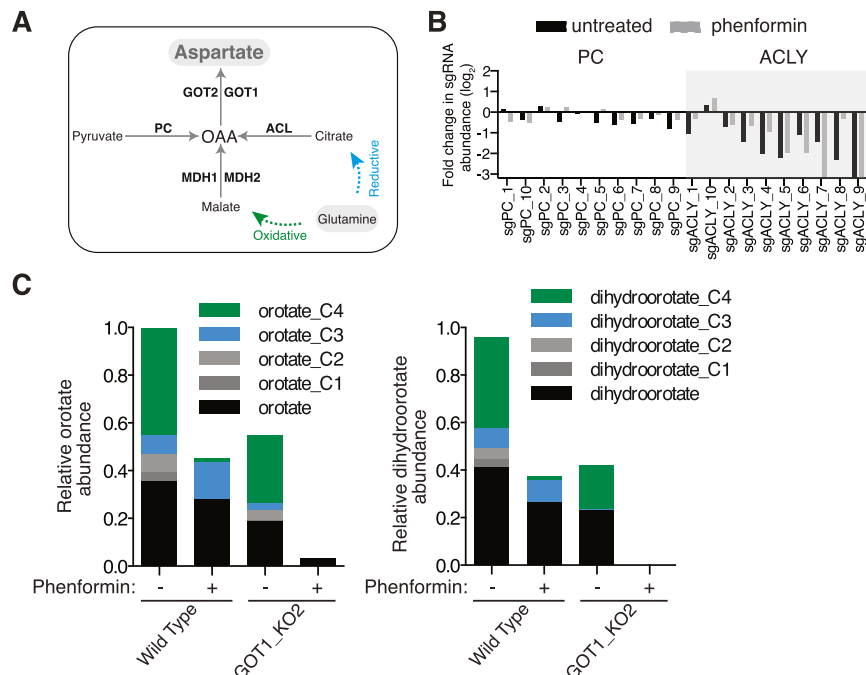 A
Aspartate
GOT2 GOT1
Pyruvate PC OAA ACL Citrate
MDH1 MDH2
Malate
Reductive
Glutamine
Oxidative
B
untreated phenformin
PC ACLY
Fold change in sgRNA
abundance (log2)
2
1
0
-1
-2
-3
sgPC_1
sgPC_10
sgPC_2
sgPC_3
sgPC_4
sgPC_5
sgPC_6
sgPC_7
sgPC_8
sgPC_9
sgACLY_1
sgACLY_10
sgACLY_2
sgACLY_3
sgACLY_4
sgACLY_5
sgACLY_6
sgACLY_7
sgACLY_8
sgACLY_9
C
orotate_C4
orotate_C3
orotate_C2
orotate_C1
orotate
Relative orotate
abundance
1.0
0.8
0.6
0.4
0.2
0.0
Phenformin: - + - +
Wild Type
GOT1_KO2
dihydroorotate_C4
dihydroorotate_C3
dihydroorotate_C2
dihydroorotate_C1
dihydroorotate
Relative dihydroorotate
abundance
1.0
0.8
0.6
0.4
0.2
0.0
Phenformin: - + - +
Wild Type
GOT1_KO2